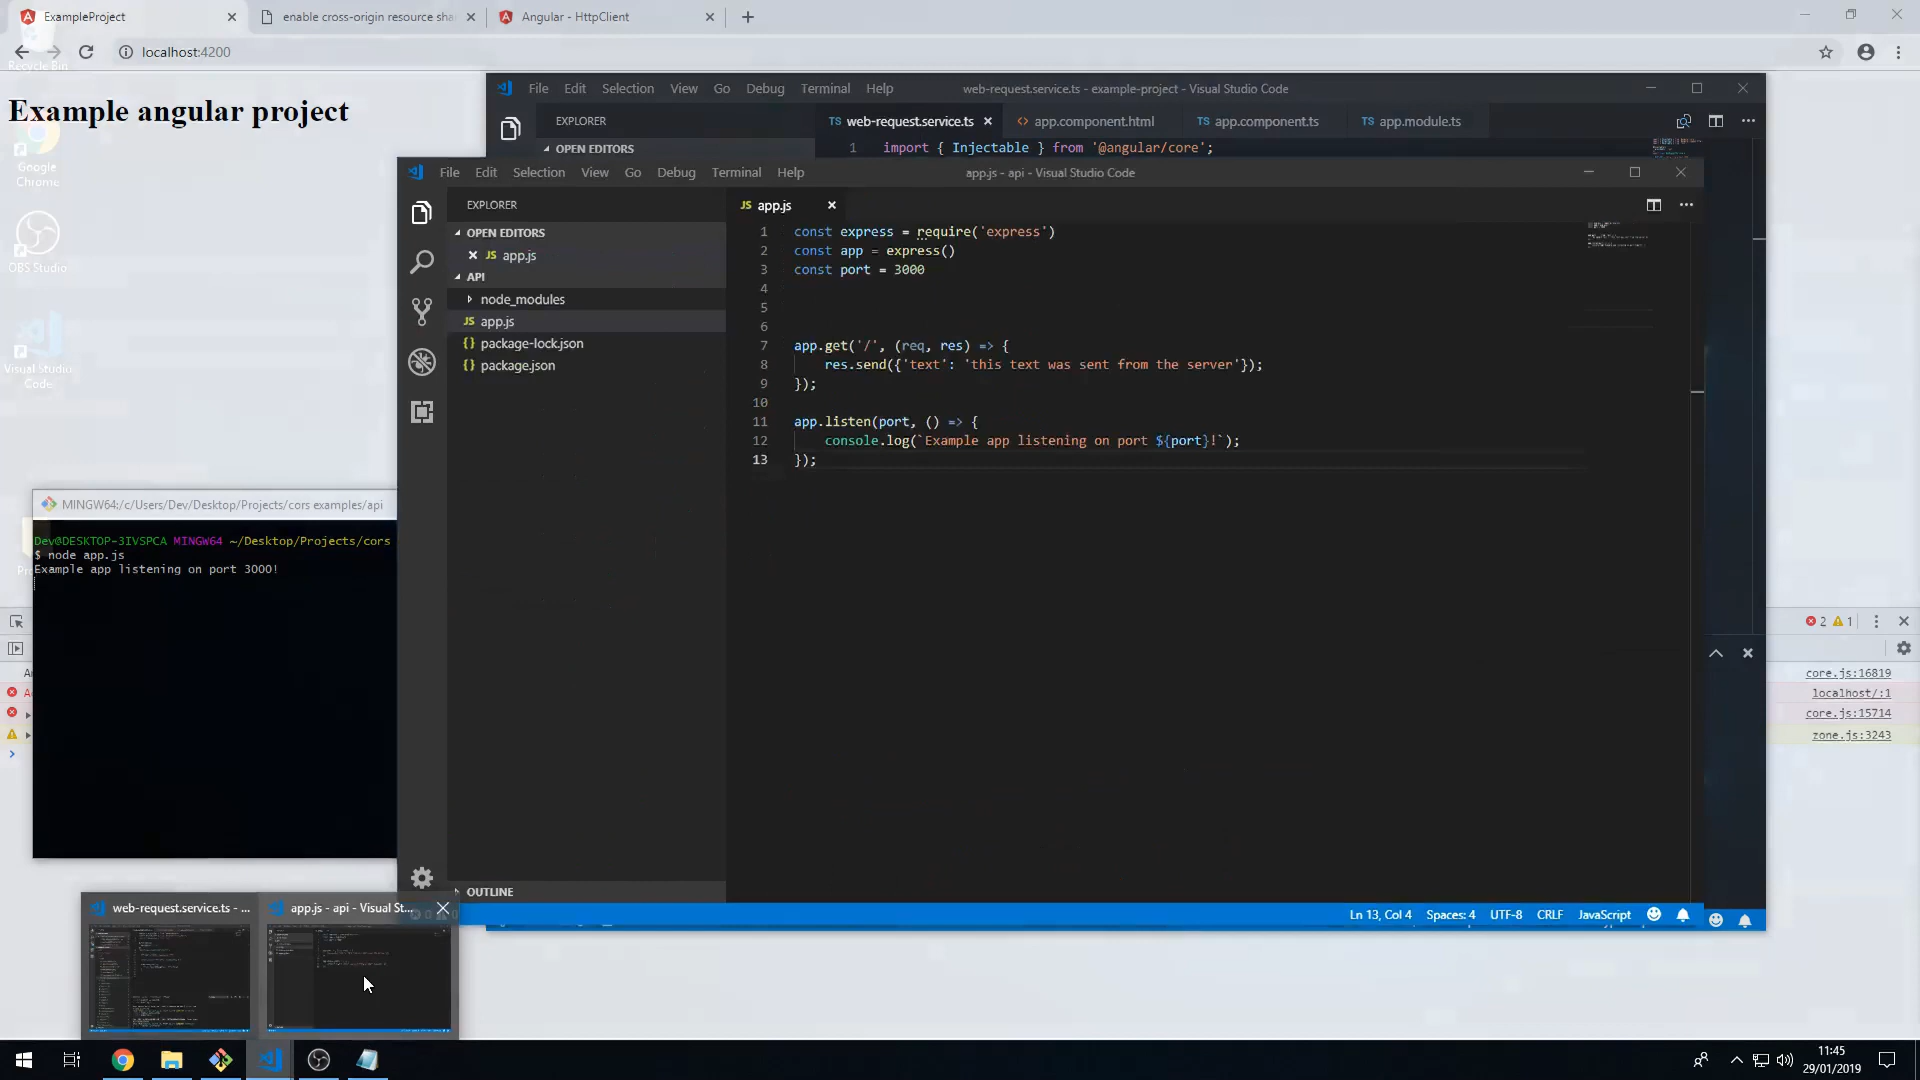 ExampleProject
enable cross-origin resource sha
Angular - HttpClient
localhost:4200
Recycle Bin
Example angular project
Google
Chrome
OBS Studio
Visual Studio
Code
File Edit Selection View Go Debug Terminal Help
web-request.service.ts - example-project - Visual Studio Code
EXPLORER
TS web-request.service.ts
<> app.component.html
TS app.component.ts
TS app.module.ts
OPEN EDITORS
1 import { Injectable } from '@angular/core';
File Edit Selection View Go Debug Terminal Help
app.js - api - Visual Studio Code
EXPLORER
JS app.js
OPEN EDITORS
JS app.js
API
node_modules
JS app.js
{} package-lock.json
{} package.json
1 const express = require('express')
2 const app = express()
3 const port = 3000
4
5
6
7 app.get('/', (req, res) => {
8 res.send({'text': 'this text was sent from the server'});
9 });
10
11 app.listen(port, () => {
12 console.log(`Example app listening on port ${port}!`);
13 });
OUTLINE
Ln 13, Col 4 Spaces: 4 UTF-8 CRLF JavaScript
MINGW64:/c/Users/Dev/Desktop/Projects/cors examples/api
Dev@DESKTOP-3IVSPCA MINGW64 ~/Desktop/Projects/cors
$ node app.js
Example app listening on port 3000!
2 1
core.js:16819
localhost/:1
core.js:15714
zone.js:3243
web-request.service.ts - ...
app.js - api - Visual St...
11:45
29/01/2019